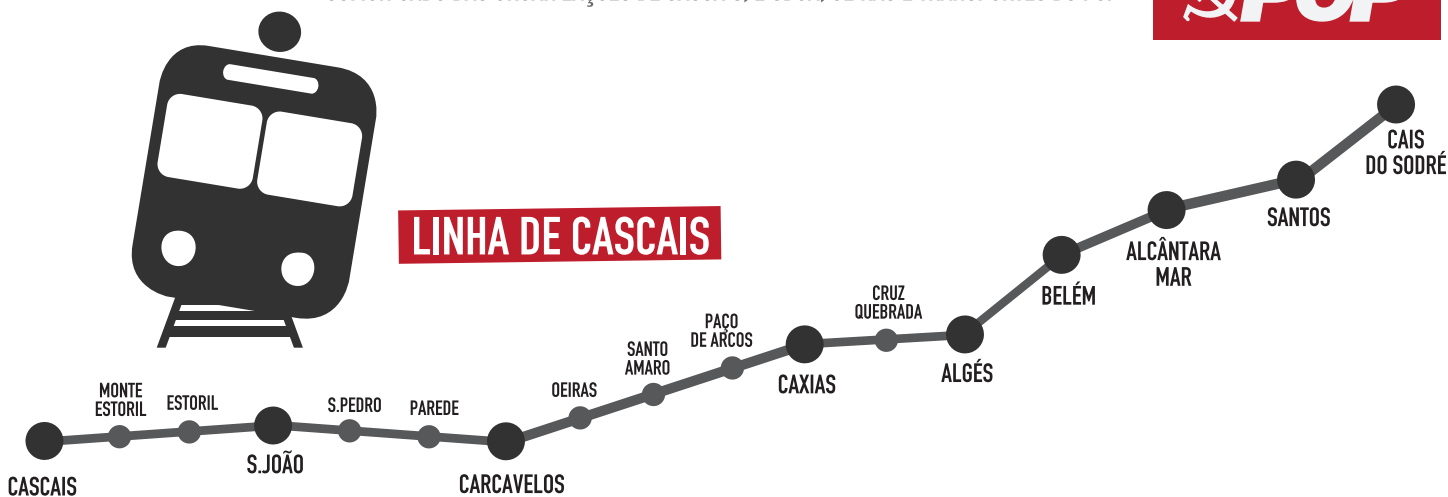 PCP
LINHA DE CASCAIS
CAIS
DO SODRÉ
SANTOS
ALCÂNTARA
MAR
BELÉM
CRUZ
QUEBRADA
ALGÉS
PAÇO
DE ARCOS
CAXIAS
SANTO
AMARO
OEIRAS
CARCAVELOS
PAREDE
S.PEDRO
S.JOÃO
ESTORIL
MONTE
ESTORIL
CASCAIS